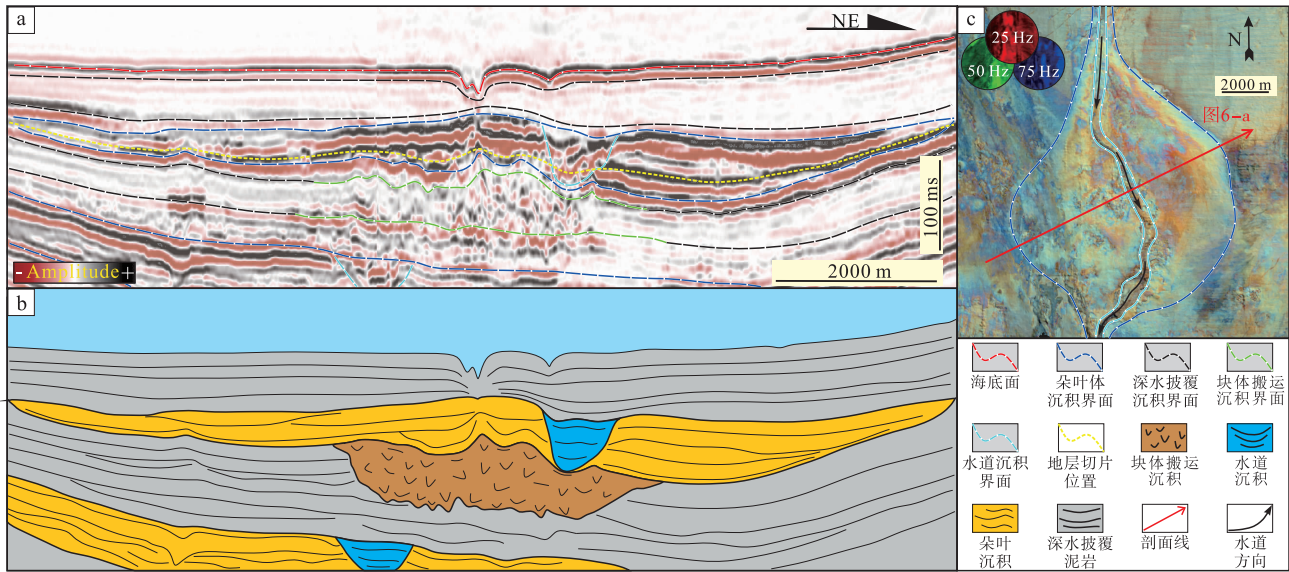 a
NE
-Amplitude+
100 ms
2000 m
b
c
25 Hz
50 Hz
75 Hz
N
2000 m
图6-a
海底面
朵叶体
沉积界面
深水披覆
沉积界面
块体搬运
沉积界面
水道沉积
界面
地层切片
位置
块体搬运
沉积
水道
沉积
朵叶
沉积
深水披覆
泥岩
剖面线
水道
方向